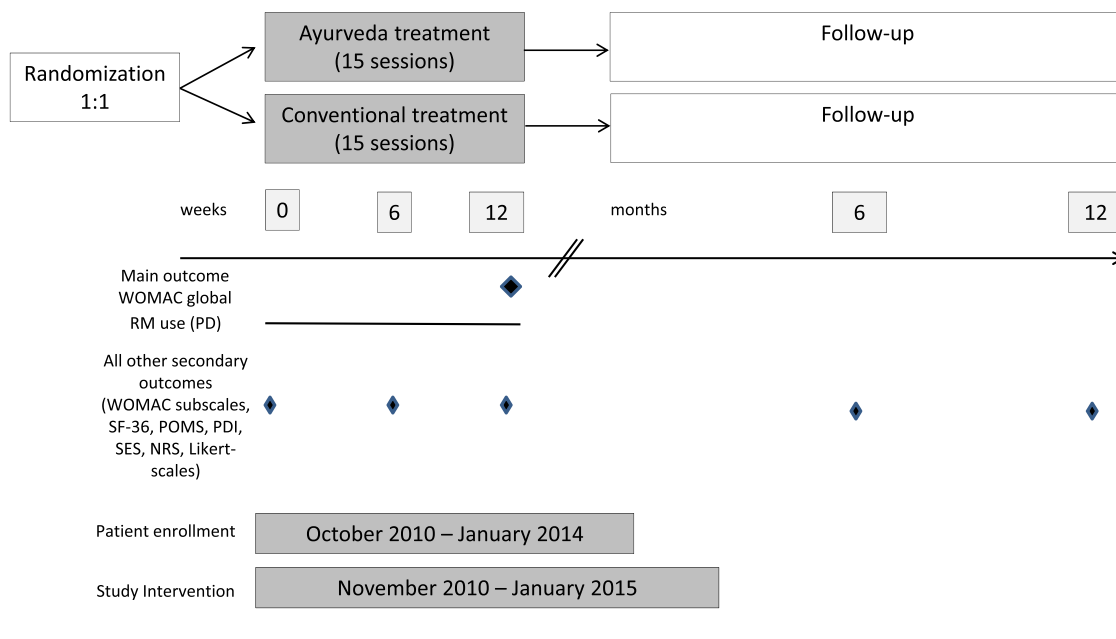 Randomization
1:1
Ayurveda treatment
(15 sessions)
Follow-up
Conventional treatment
(15 sessions)
Follow-up
weeks
0
6
12
months
6
12
Main outcome
WOMAC global
RM use (PD)
All other secondary
outcomes
(WOMAC subscales,
SF-36, POMS, PDI,
SES, NRS, Likert-
scales)
Patient enrollment
October 2010 – January 2014
Study Intervention
November 2010 – January 2015